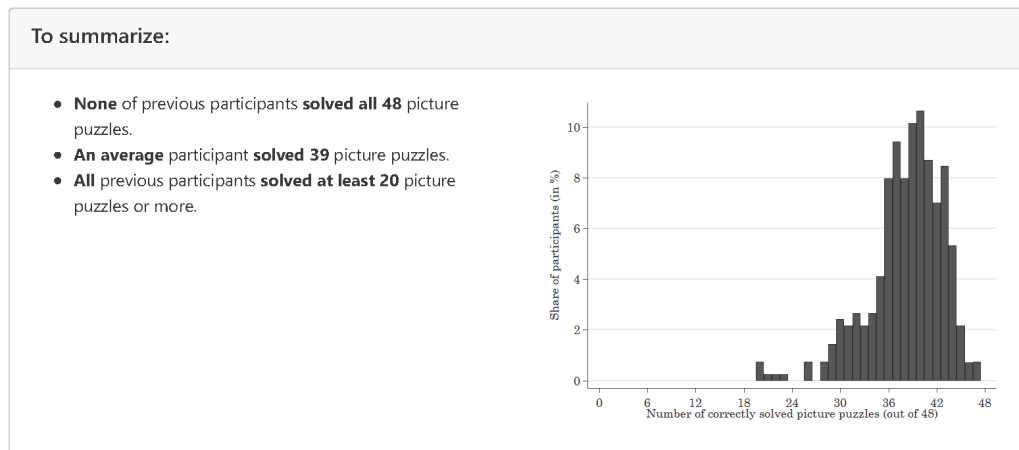 To summarize:
• None of previous participants solved all 48 picture
puzzles.
• An average participant solved 39 picture puzzles.
• All previous participants solved at least 20 picture
puzzles or more.
Share of participants (in %)
10
8
6
4
2
0
0 6 12 18 24 30 36 42 48
Number of correctly solved picture puzzles (out of 48)